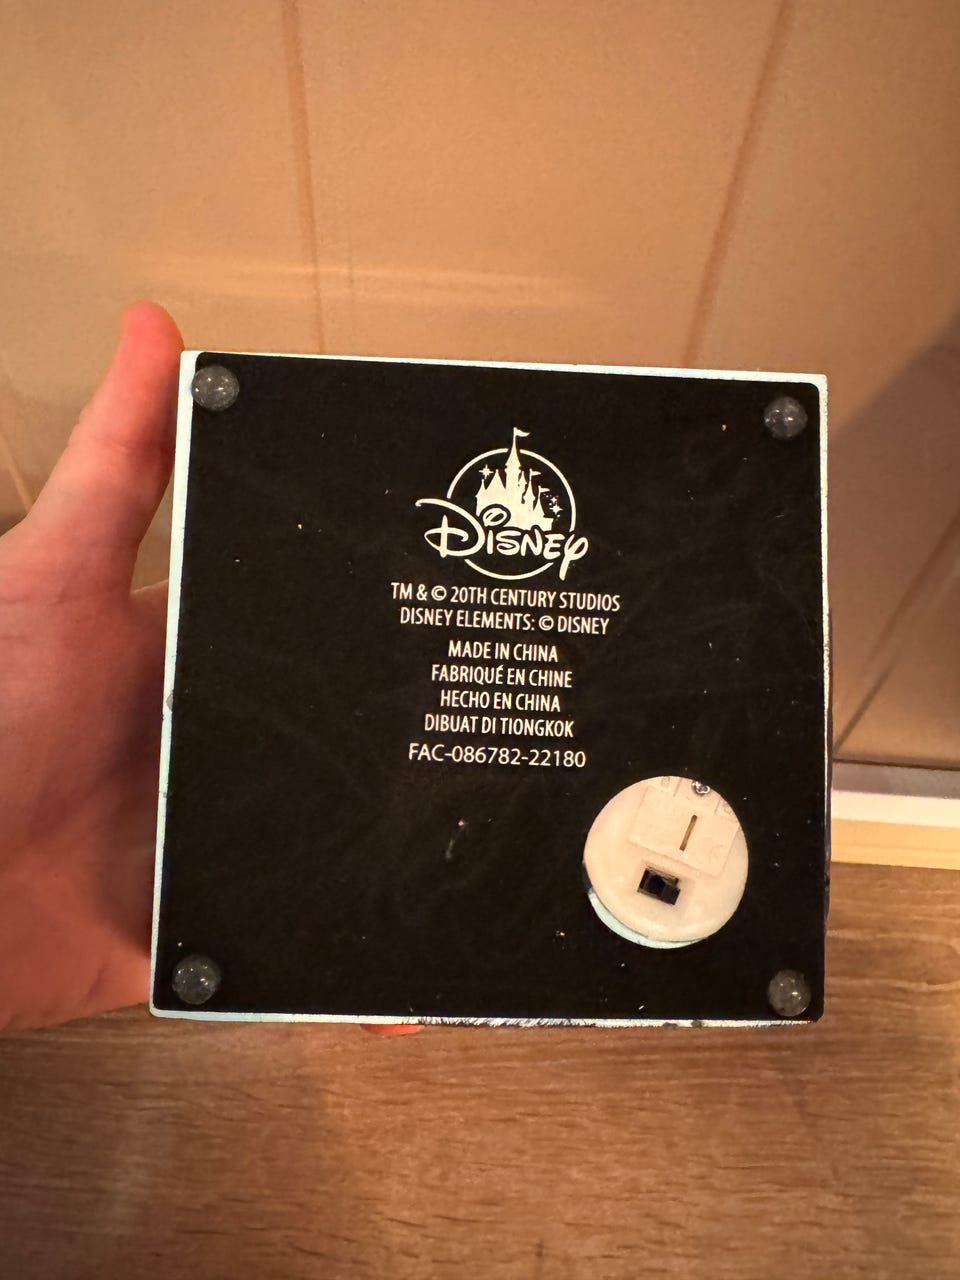 Disney
TM & © 20TH CENTURY STUDIOS
DISNEY ELEMENTS: © DISNEY
MADE IN CHINA
FABRIQUÉ EN CHINE
HECHO EN CHINA
DIBUAT DI TIONGKOK
FAC-086782-22180